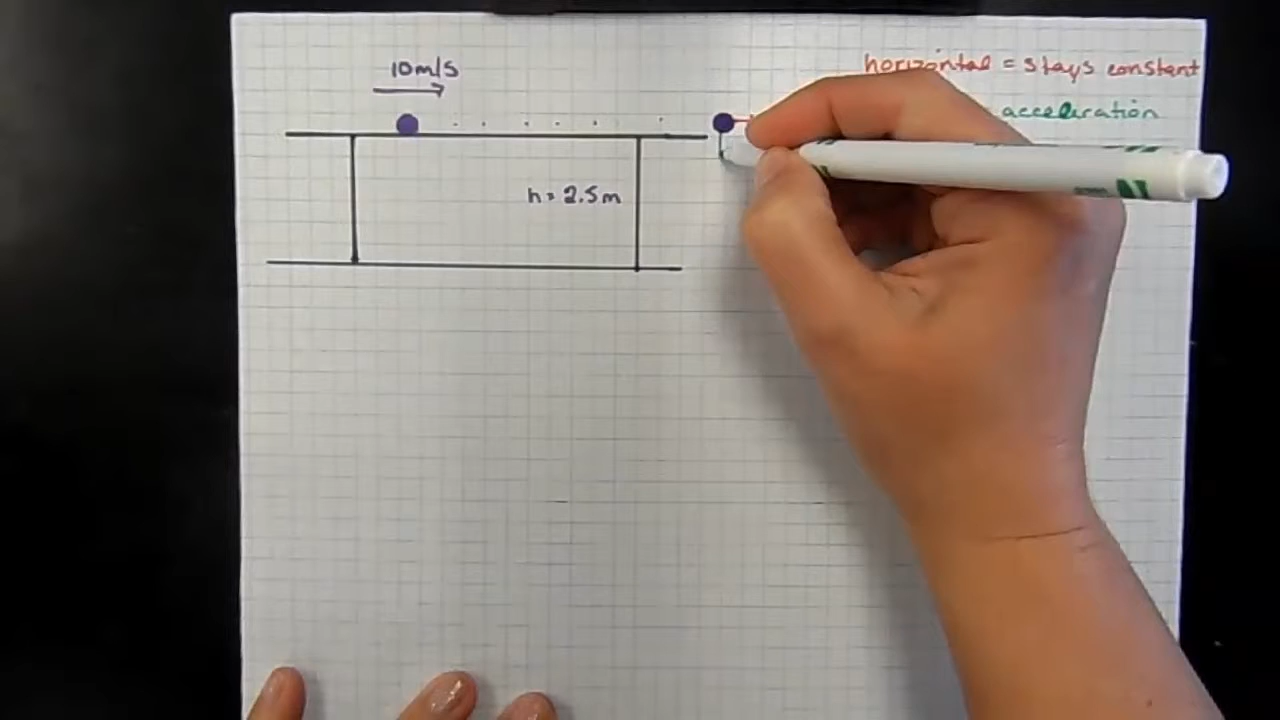 10m/s
horizontal = stays constant
acceleration
h = 2.5m